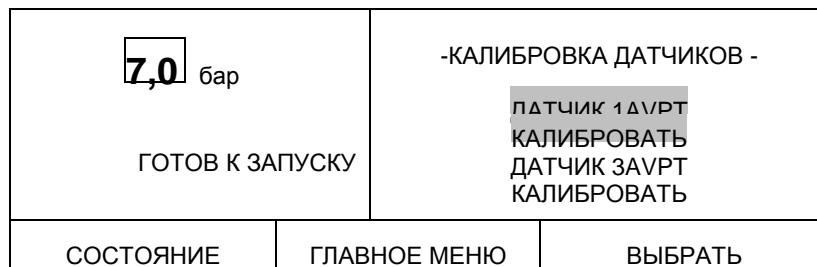 7,0 бар
ГОТОВ К ЗАПУСКУ
-КАЛИБРОВКА ДАТЧИКОВ -
ДАТЧИК 1AVPT
КАЛИБРОВАТЬ
ДАТЧИК 3AVPT
КАЛИБРОВАТЬ
СОСТОЯНИЕ
ГЛАВНОЕ МЕНЮ
ВЫБРАТЬ